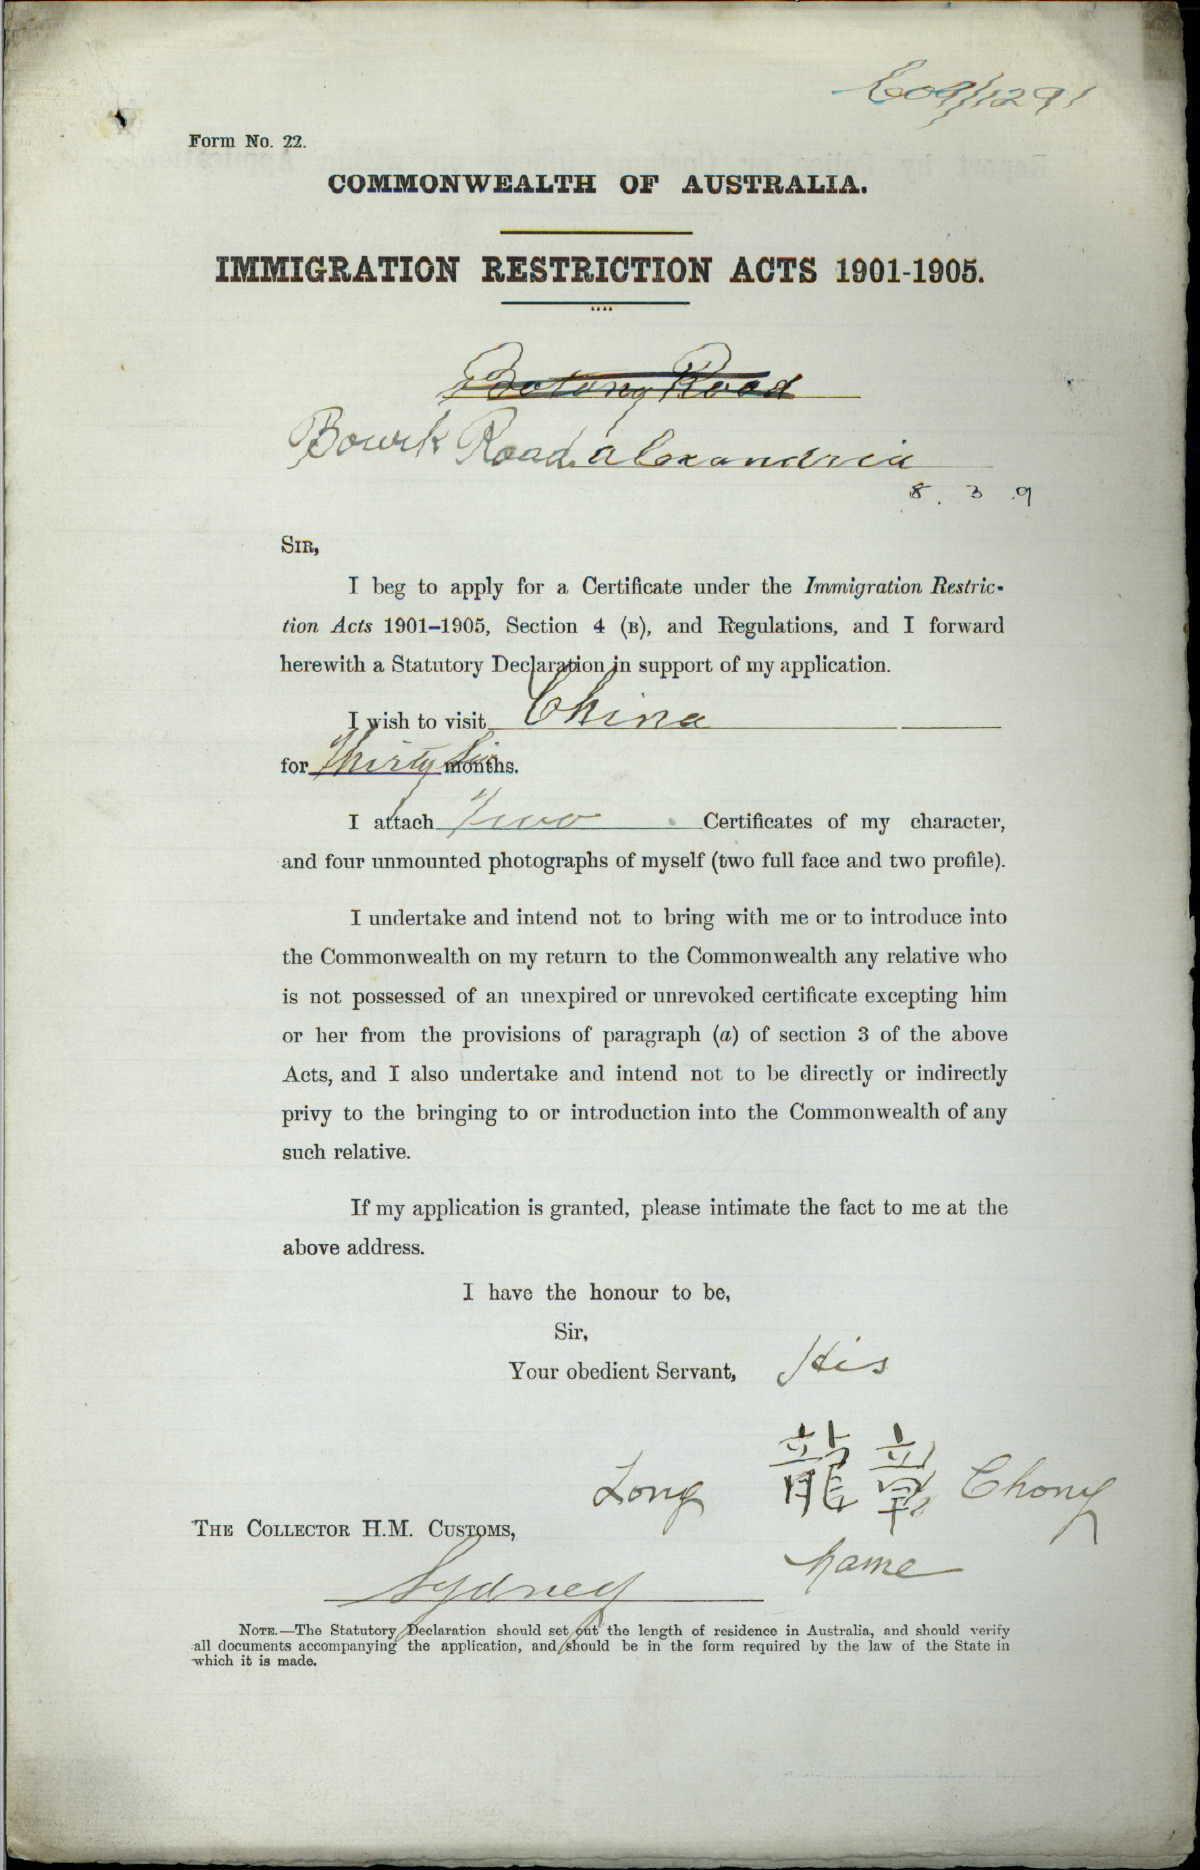 C09/1291
Form No. 22.
COMMONWEALTH OF AUSTRALIA.
IMMIGRATION RESTRICTION ACTS 1901-1905.
Botany Road
Bowrk Road Alexandria
8. 3. 9
SIR,
I beg to apply for a Certificate under the Immigration Restric-
tion Acts 1901–1905, Section 4 (B), and Regulations, and I forward
herewith a Statutory Declaration in support of my application.
I wish to visit China
for Thirty Six months.
I attach Two Certificates of my character,
and four unmounted photographs of myself (two full face and two profile).
I undertake and intend not to bring with me or to introduce into
the Commonwealth on my return to the Commonwealth any relative who
is not possessed of an unexpired or unrevoked certificate excepting him
or her from the provisions of paragraph (a) of section 3 of the above
Acts, and I also undertake and intend not to be directly or indirectly
privy to the bringing to or introduction into the Commonwealth of any
such relative.
If my application is granted, please intimate the fact to me at the
above address.
I have the honour to be,
Sir,
Your obedient Servant, His
Long 龍彰 Chong
THE COLLECTOR H.M. CUSTOMS,
name
Sydney
NOTE.—The Statutory Declaration should set out the length of residence in Australia, and should verify
all documents accompanying the application, and should be in the form required by the law of the State in
which it is made.